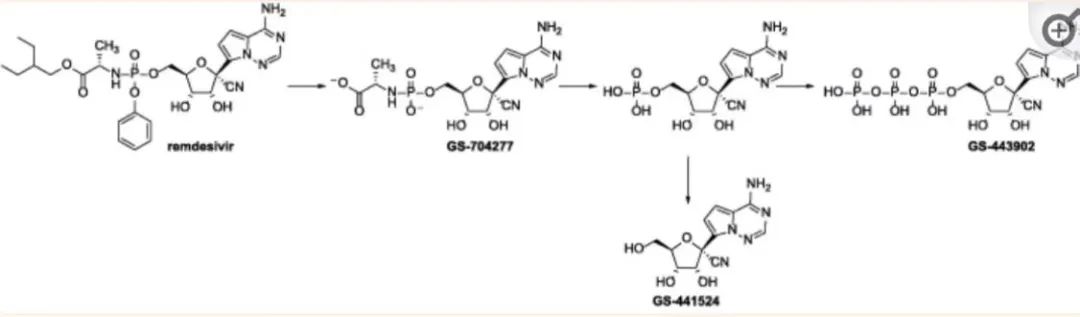 NH₂
N
N
N
CH₃
O
O
O
N
H
P
O
O
O
CN
HO
OH
remdesivir
NH₂
N
N
N
⁻O
CH₃
O
N
H
O
P
O⁻
O
O
CN
HO
OH
GS-704277
NH₂
N
N
N
HO
O
P
OH
O
O
CN
HO
OH
NH₂
N
N
HO
O
P
OH
O
O
P
OH
O
O
P
OH
O
O
CN
HO
OH
GS-443902
NH₂
N
N
N
HO
O
CN
HO
OH
GS-441524